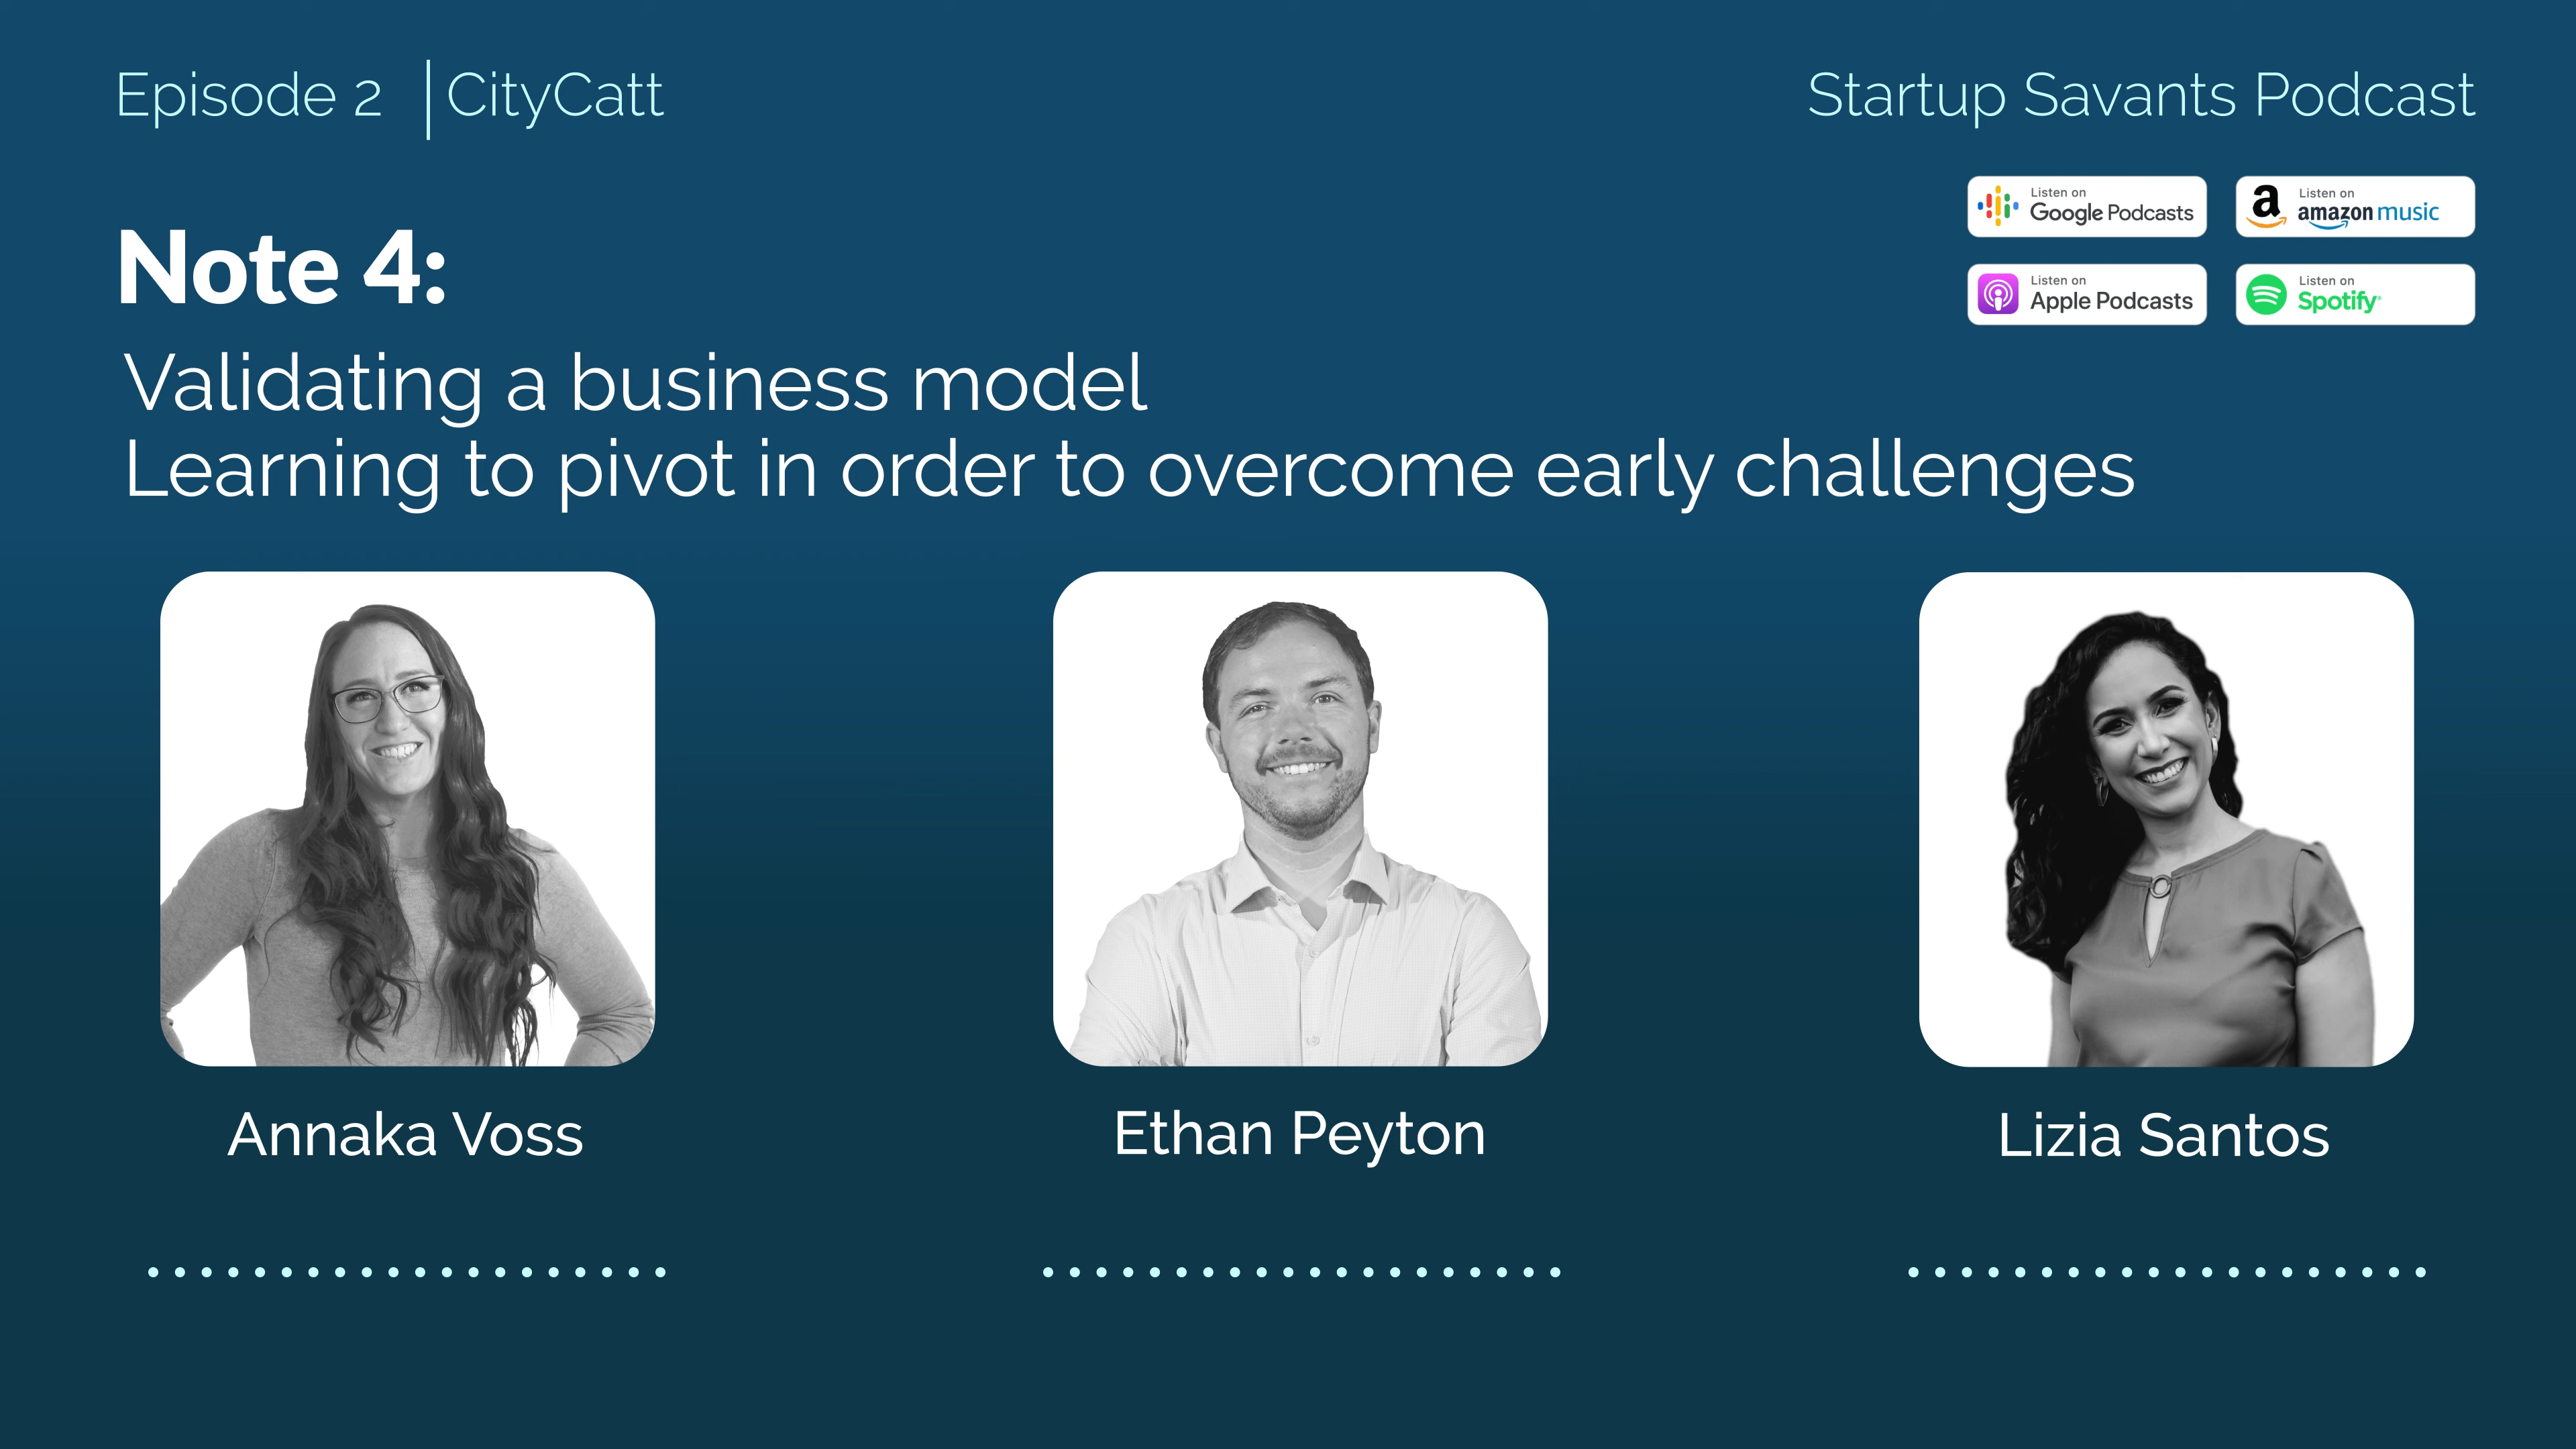 Episode 2 | CityCatt
Startup Savants Podcast
Listen on
Google Podcasts
Listen on
amazon music
Listen on
Apple Podcasts
Listen on
Spotify
Note 4:
Validating a business model
Learning to pivot in order to overcome early challenges
Annaka Voss
Ethan Peyton
Lizia Santos